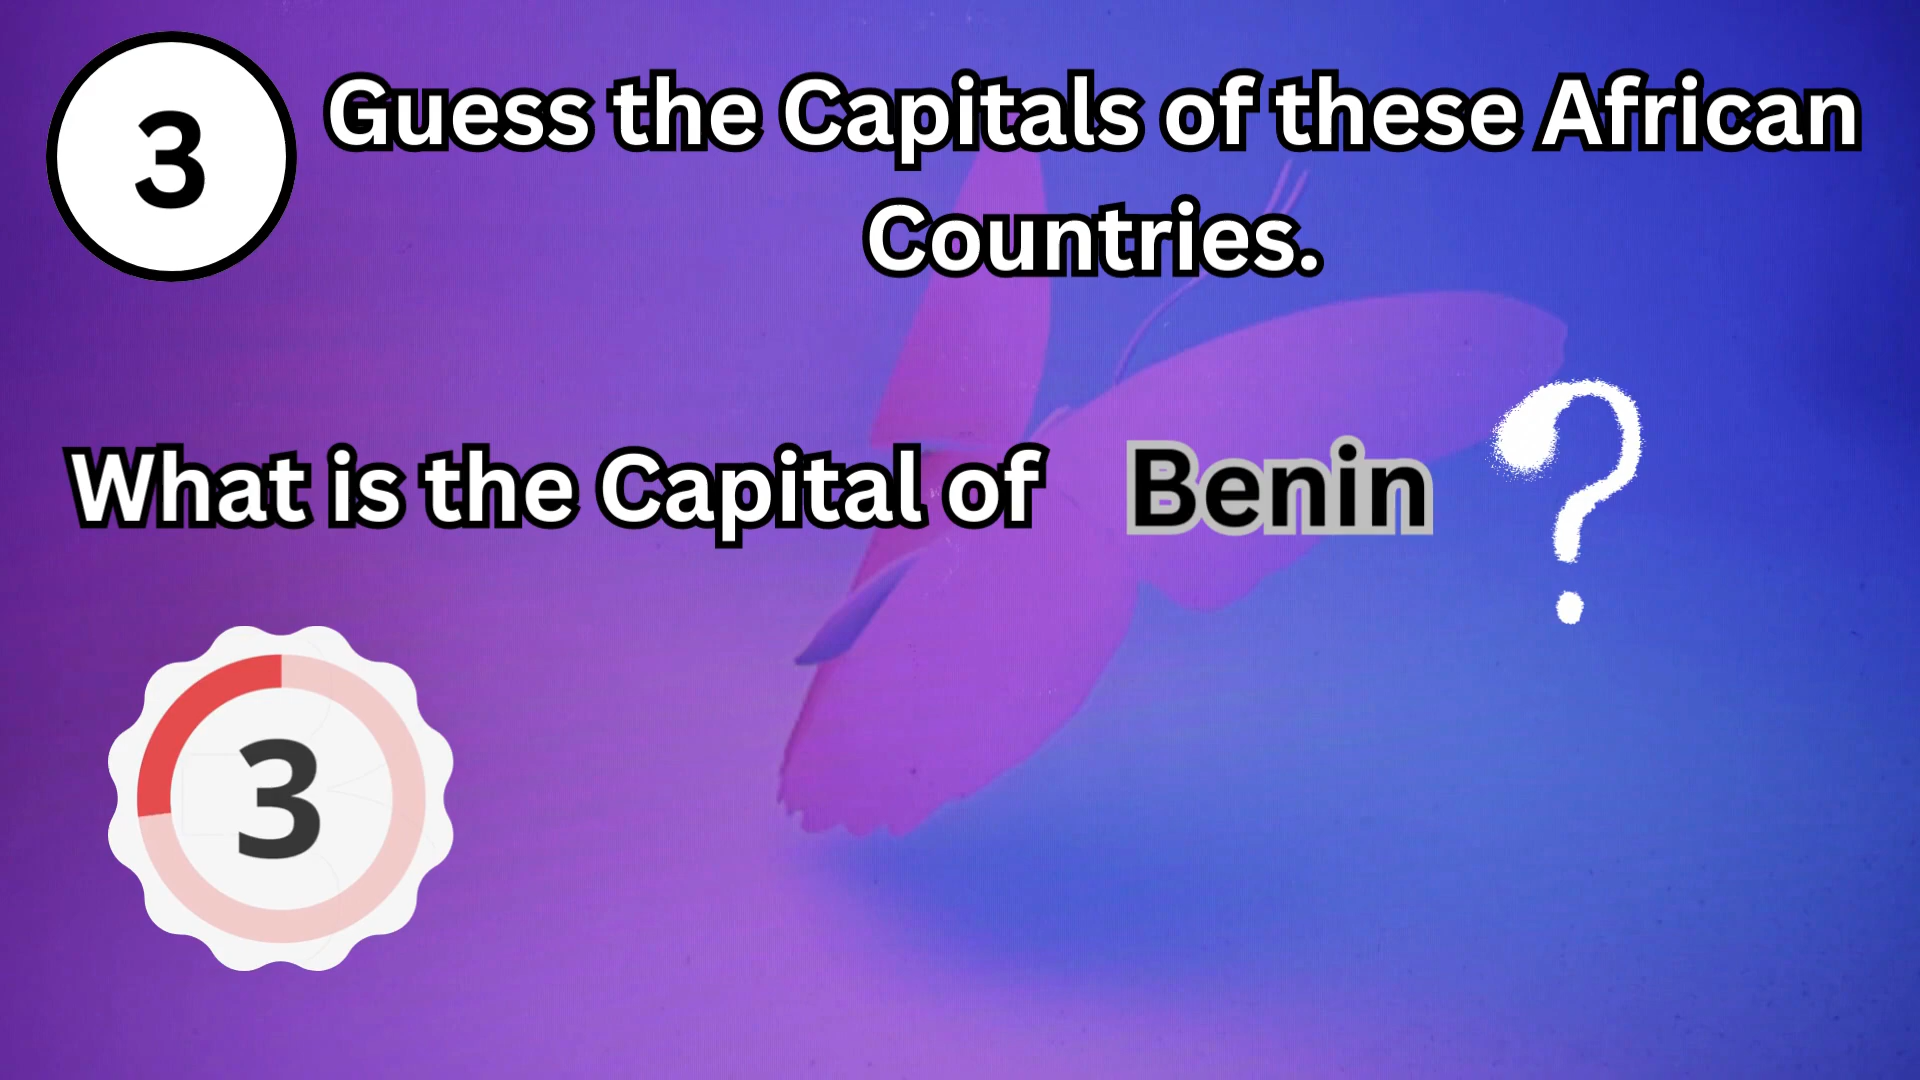 3
Guess the Capitals of these African
Countries.
What is the Capital of Benin ?
3